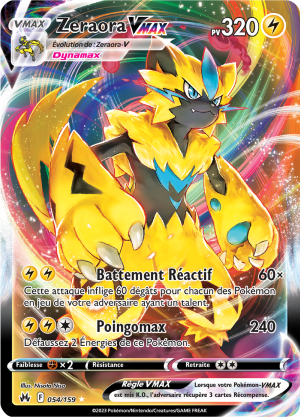 VMAX Zeraora VMAX PV 320
Évolution de : Zeraora-V
Dynamax
Battement Réactif 60×
Cette attaque inflige 60 dégâts pour chacun des Pokémon
en jeu de votre adversaire ayant un talent.
Poingomax 240
Défaussez 2 Énergies de ce Pokémon.
Faiblesse ×2 Résistance Retraite
Illus. Nisota Niso
F 054/159
Règle VMAX
Lorsque votre Pokémon-VMAX
est mis K.O., l'adversaire récupère 3 cartes Récompense.
©2023 Pokémon/Nintendo/Creatures/GAME FREAK